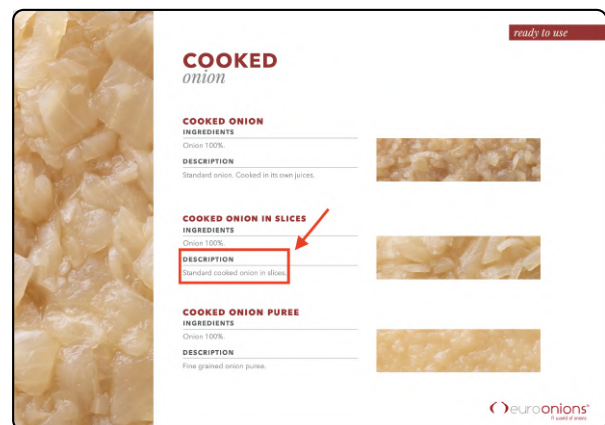 ready to use
COOKED
onion
COOKED ONION
INGREDIENTS
Onion 100%.
DESCRIPTION
Standard onion. Cooked in its own juices.
COOKED ONION IN SLICES
INGREDIENTS
Onion 100%.
DESCRIPTION
Standard cooked onion in slices.
COOKED ONION PUREE
INGREDIENTS
Onion 100%.
DESCRIPTION
Fine grained onion puree.
euroonions